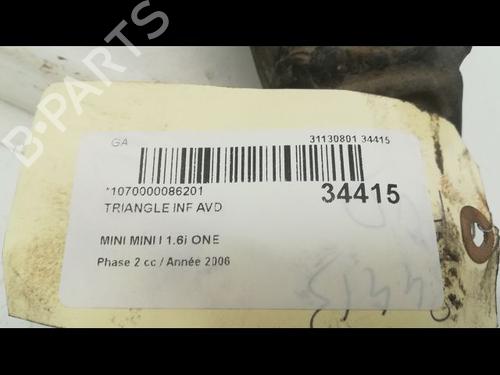 B-PARTS
GA
31130801 34415
*1070000086201
34415
TRIANGLE INF AVD
MINI MINI I 1.6i ONE
Phase 2 cc / Année 2006